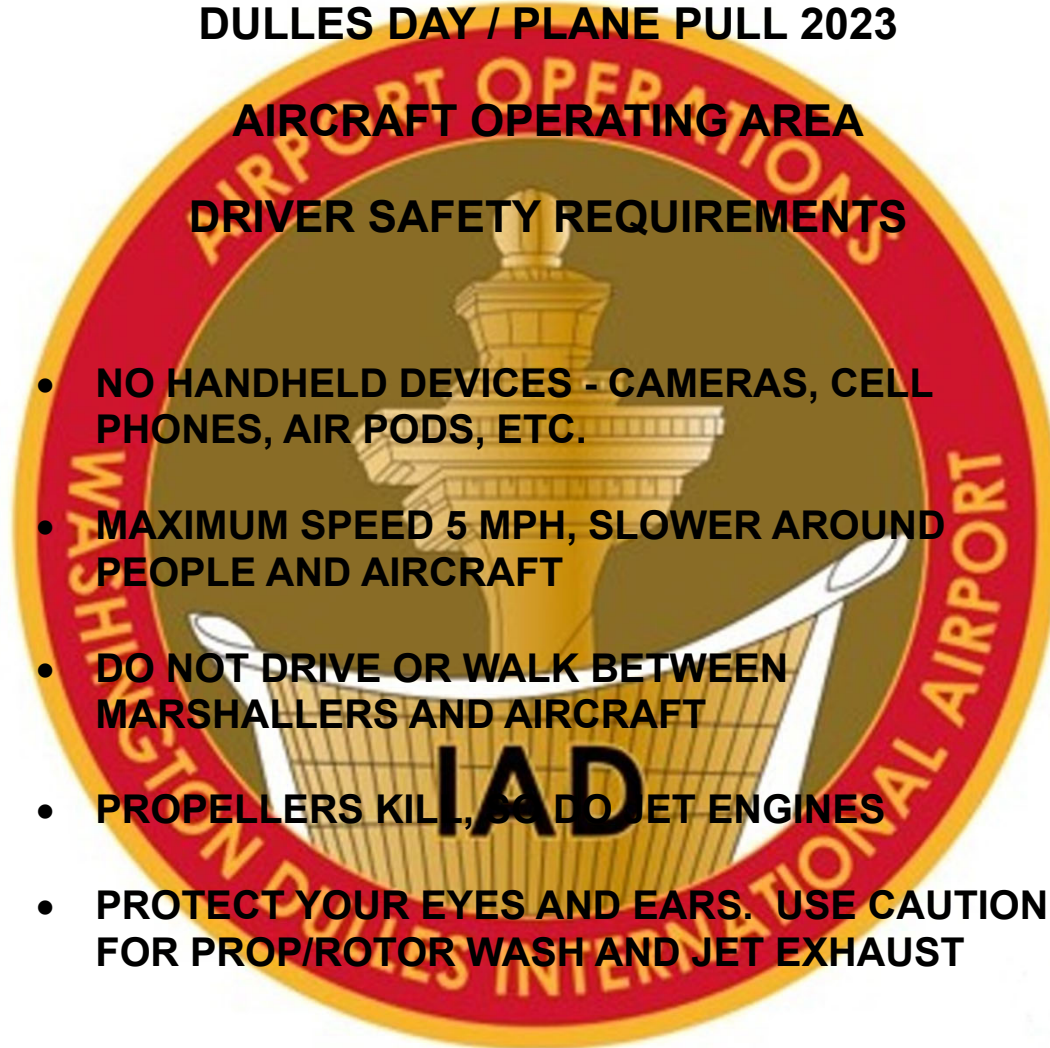 DULLES DAY / PLANE PULL 2023
AIRCRAFT OPERATING AREA
DRIVER SAFETY REQUIREMENTS
• NO HANDHELD DEVICES - CAMERAS, CELL
PHONES, AIR PODS, ETC.
• MAXIMUM SPEED 5 MPH, SLOWER AROUND
PEOPLE AND AIRCRAFT
• DO NOT DRIVE OR WALK BETWEEN
MARSHALLERS AND AIRCRAFT
• PROPELLERS KILL, SO DO JET ENGINES
• PROTECT YOUR EYES AND EARS. USE CAUTION
FOR PROP/ROTOR WASH AND JET EXHAUST
AIRPORT OPERATIONS
WASHINGTON DULLES INTERNATIONAL AIRPORT
IAD